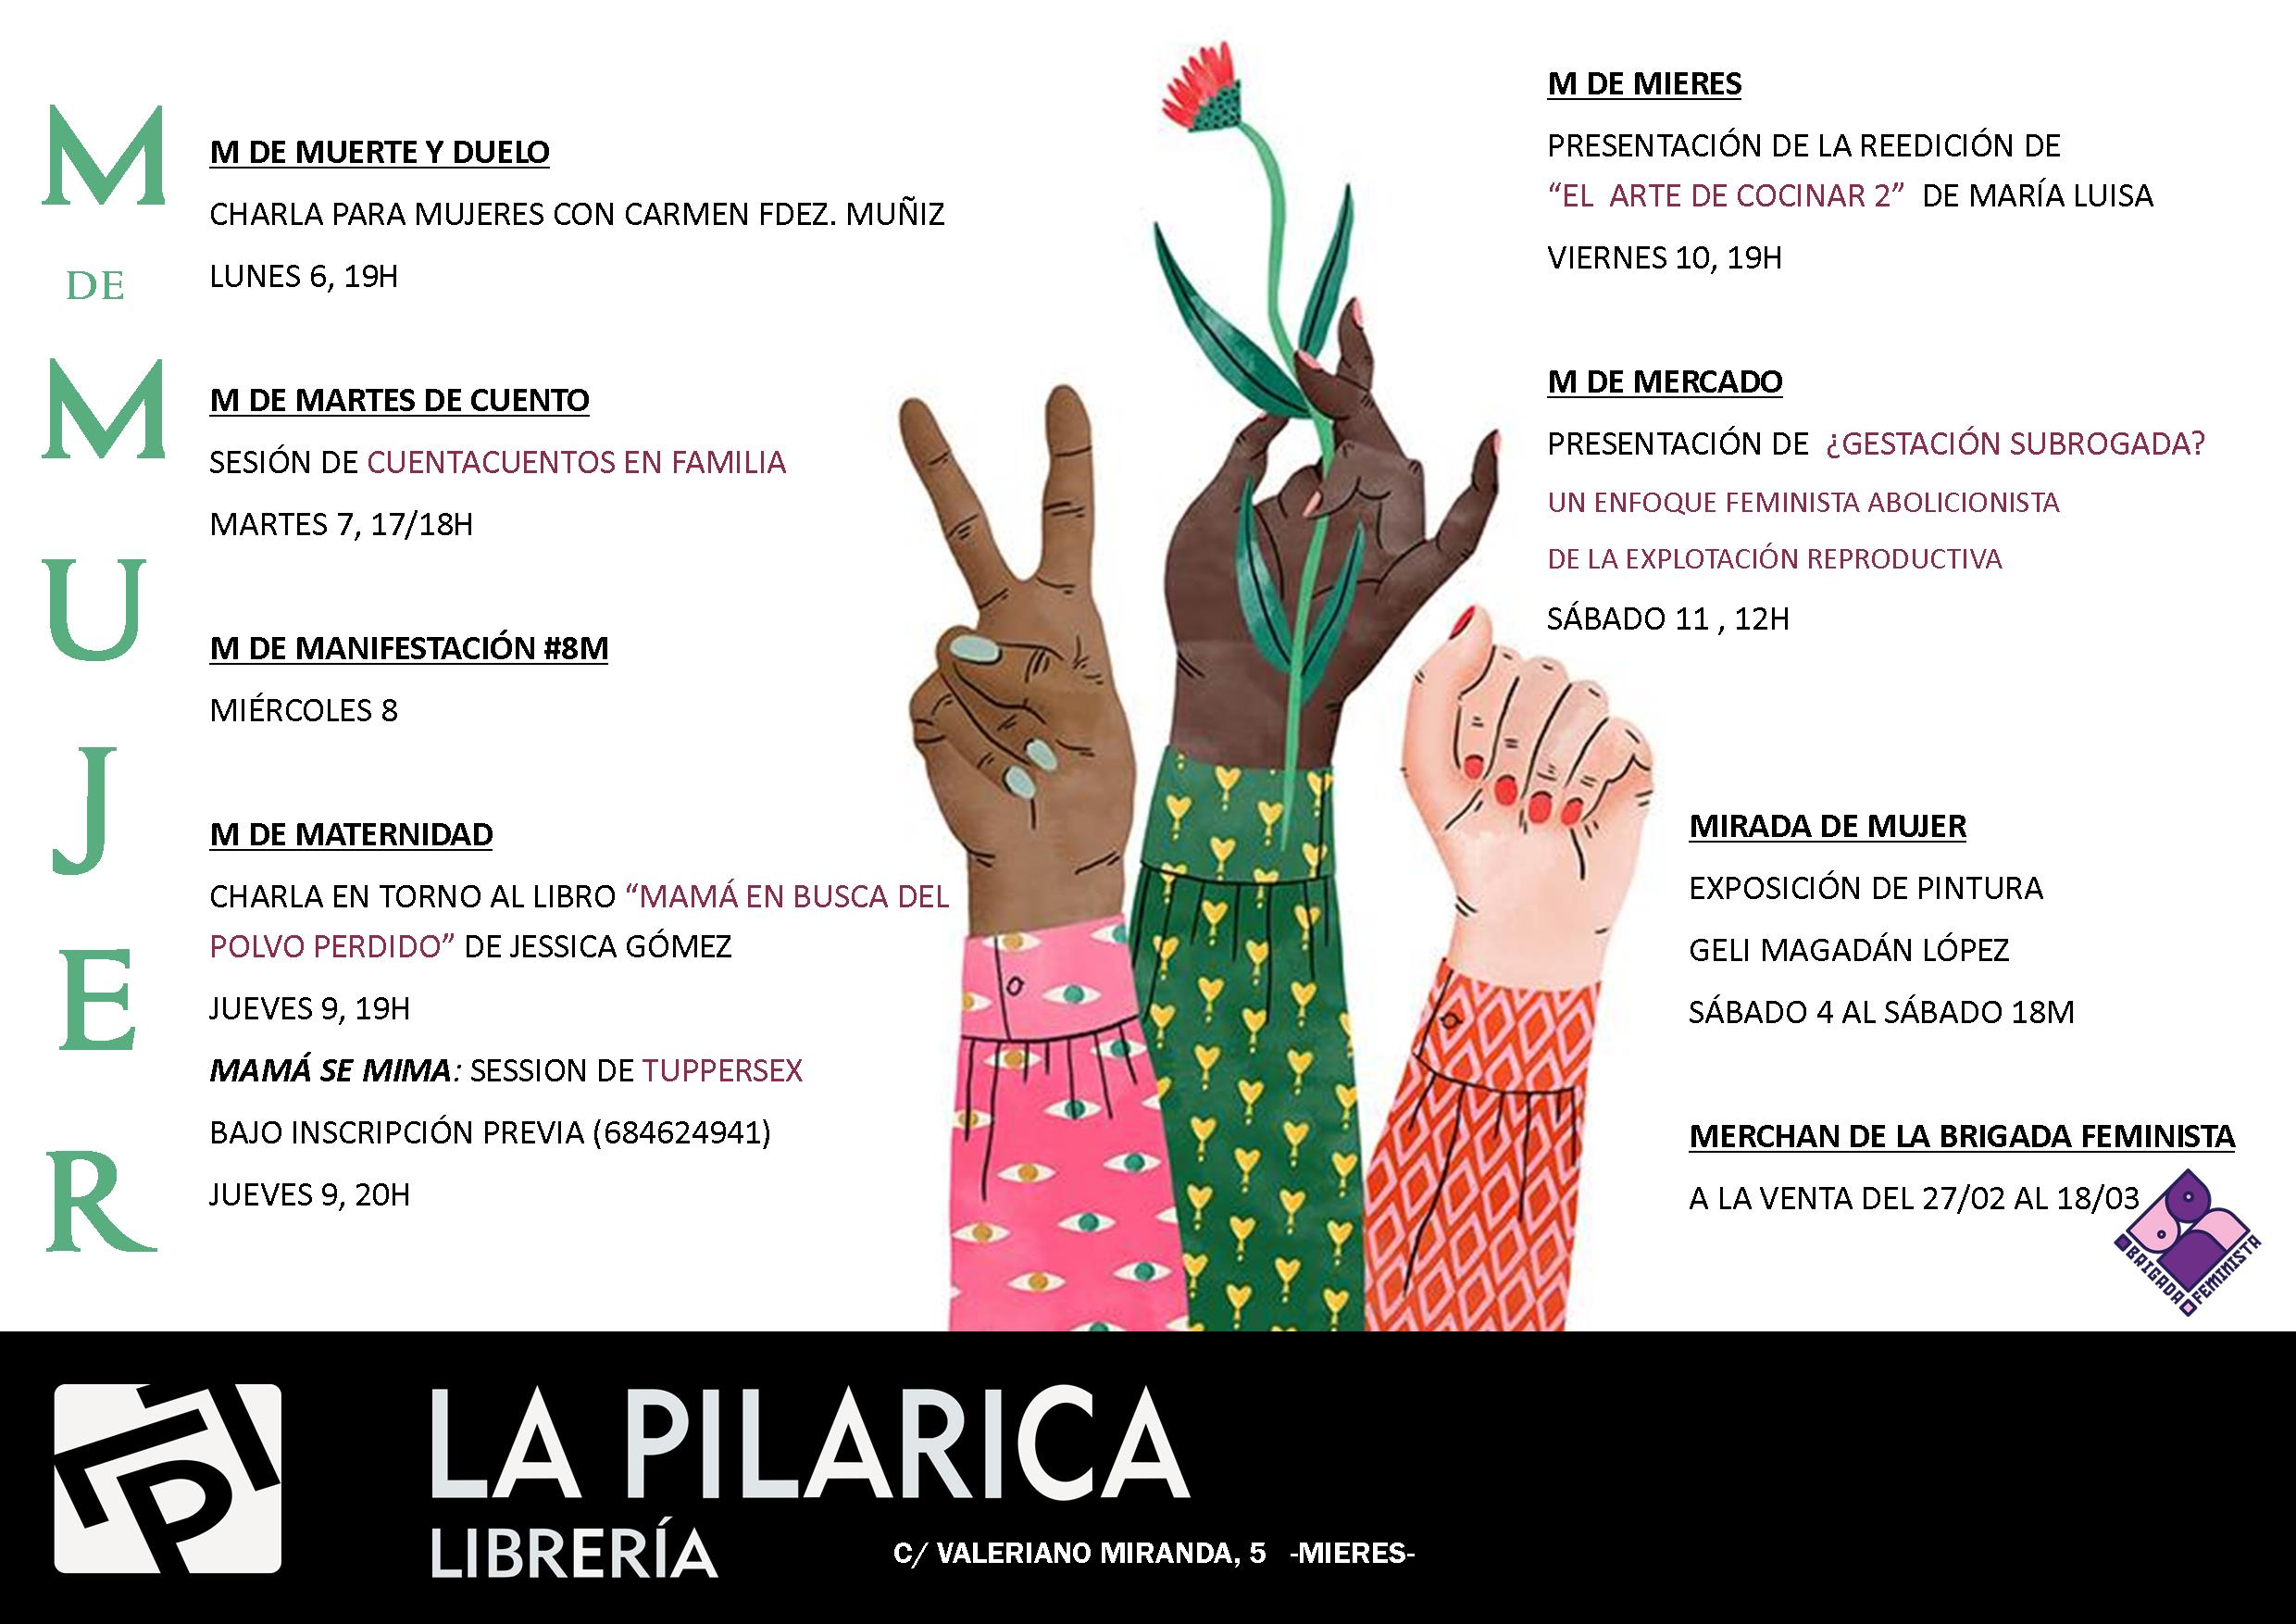 M
DE
M
U
J
E
R
M DE MUERTE Y DUELO
CHARLA PARA MUJERES CON CARMEN FDEZ. MUÑIZ
LUNES 6, 19H
M DE MARTES DE CUENTO
SESIÓN DE CUENTACUENTOS EN FAMILIA
MARTES 7, 17/18H
M DE MANIFESTACIÓN #8M
MIÉRCOLES 8
M DE MATERNIDAD
CHARLA EN TORNO AL LIBRO “MAMÁ EN BUSCA DEL
POLVO PERDIDO” DE JESSICA GÓMEZ
JUEVES 9, 19H
MAMÁ SE MIMA: SESSION DE TUPPERSEX
BAJO INSCRIPCIÓN PREVIA (684624941)
JUEVES 9, 20H
M DE MIERES
PRESENTACIÓN DE LA REEDICIÓN DE
“EL ARTE DE COCINAR 2” DE MARÍA LUISA
VIERNES 10, 19H
M DE MERCADO
PRESENTACIÓN DE ¿GESTACIÓN SUBROGADA?
UN ENFOQUE FEMINISTA ABOLICIONISTA
DE LA EXPLOTACIÓN REPRODUCTIVA
SÁBADO 11 , 12H
MIRADA DE MUJER
EXPOSICIÓN DE PINTURA
GELI MAGADÁN LÓPEZ
SÁBADO 4 AL SÁBADO 18M
MERCHAN DE LA BRIGADA FEMINISTA
A LA VENTA DEL 27/02 AL 18/03
BRIGADA FEMINISTA
LP
LA PILARICA
LIBRERÍA
C/ VALERIANO MIRANDA, 5 -MIERES-